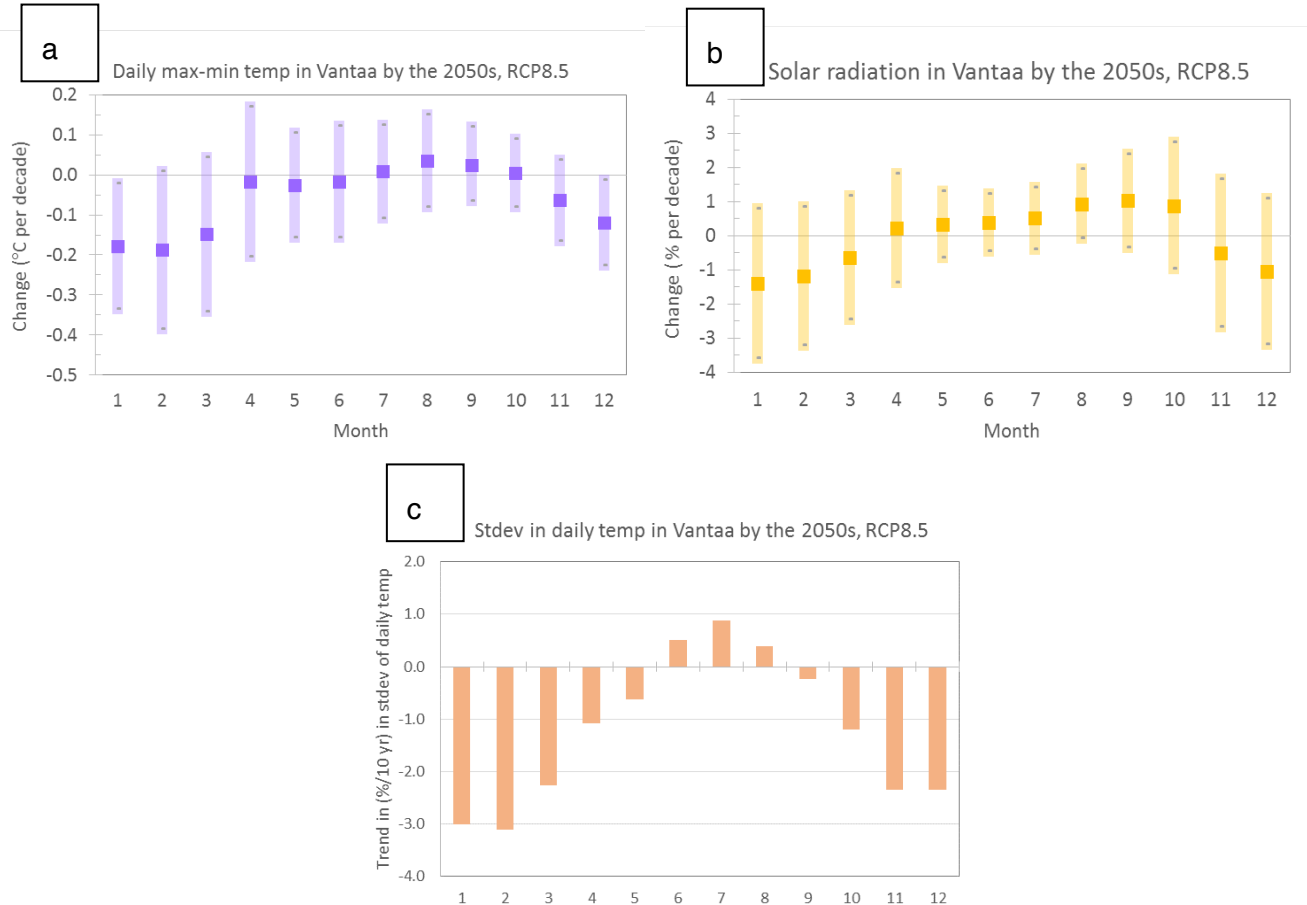 a
Daily max-min temp in Vantaa by the 2050s, RCP8.5
Change (°C per decade)
0.2
0.1
0.0
-0.1
-0.2
-0.3
-0.4
-0.5
1 2 3 4 5 6 7 8 9 10 11 12
Month
b
Solar radiation in Vantaa by the 2050s, RCP8.5
Change ( % per decade)
4
3
2
1
0
-1
-2
-3
-4
1 2 3 4 5 6 7 8 9 10 11 12
Month
c
Stdev in daily temp in Vantaa by the 2050s, RCP8.5
Trend in (%/10 yr) in stdev of daily temp
2.0
1.0
0.0
-1.0
-2.0
-3.0
-4.0
1 2 3 4 5 6 7 8 9 10 11 12